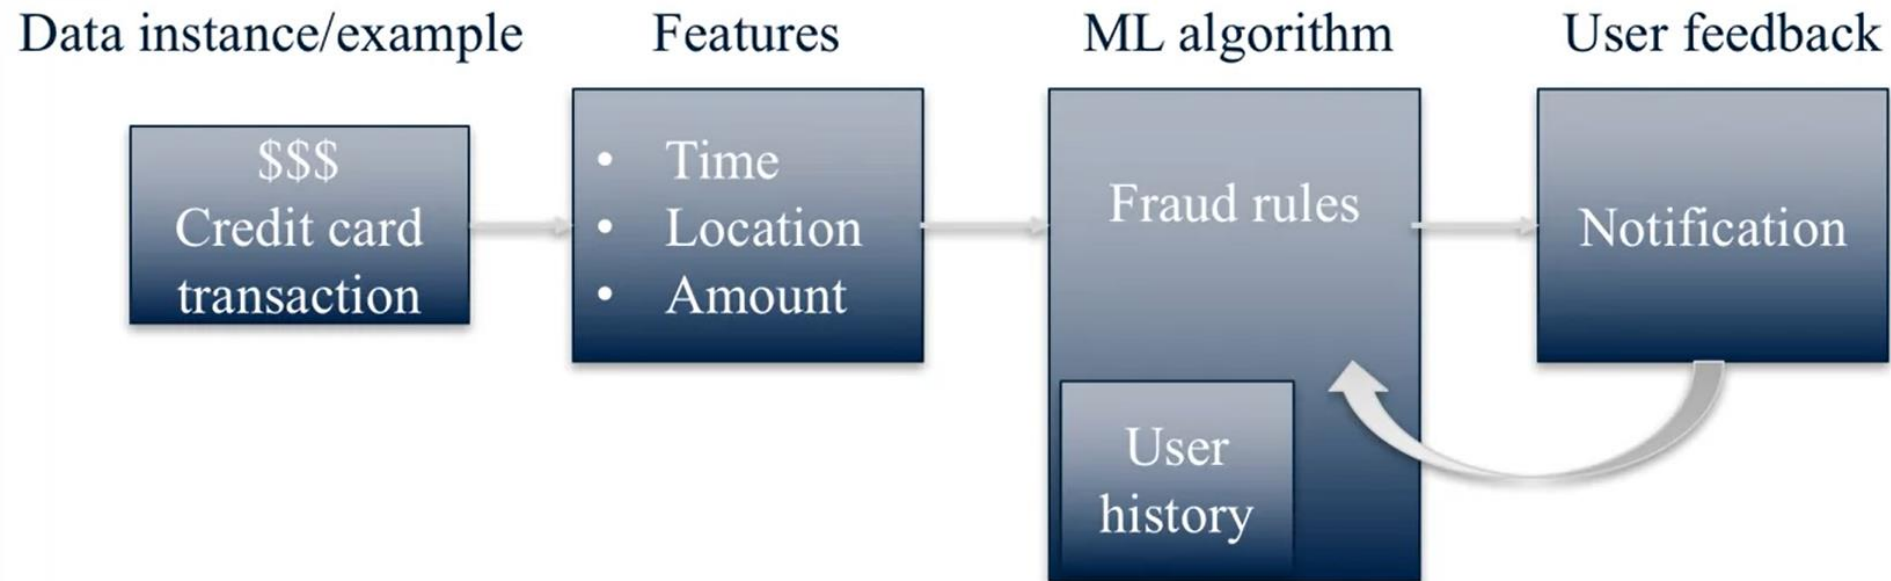 Data instance/example
Features
ML algorithm
User feedback
$$$
Credit card
transaction
• Time
• Location
• Amount
Fraud rules
User
history
Notification